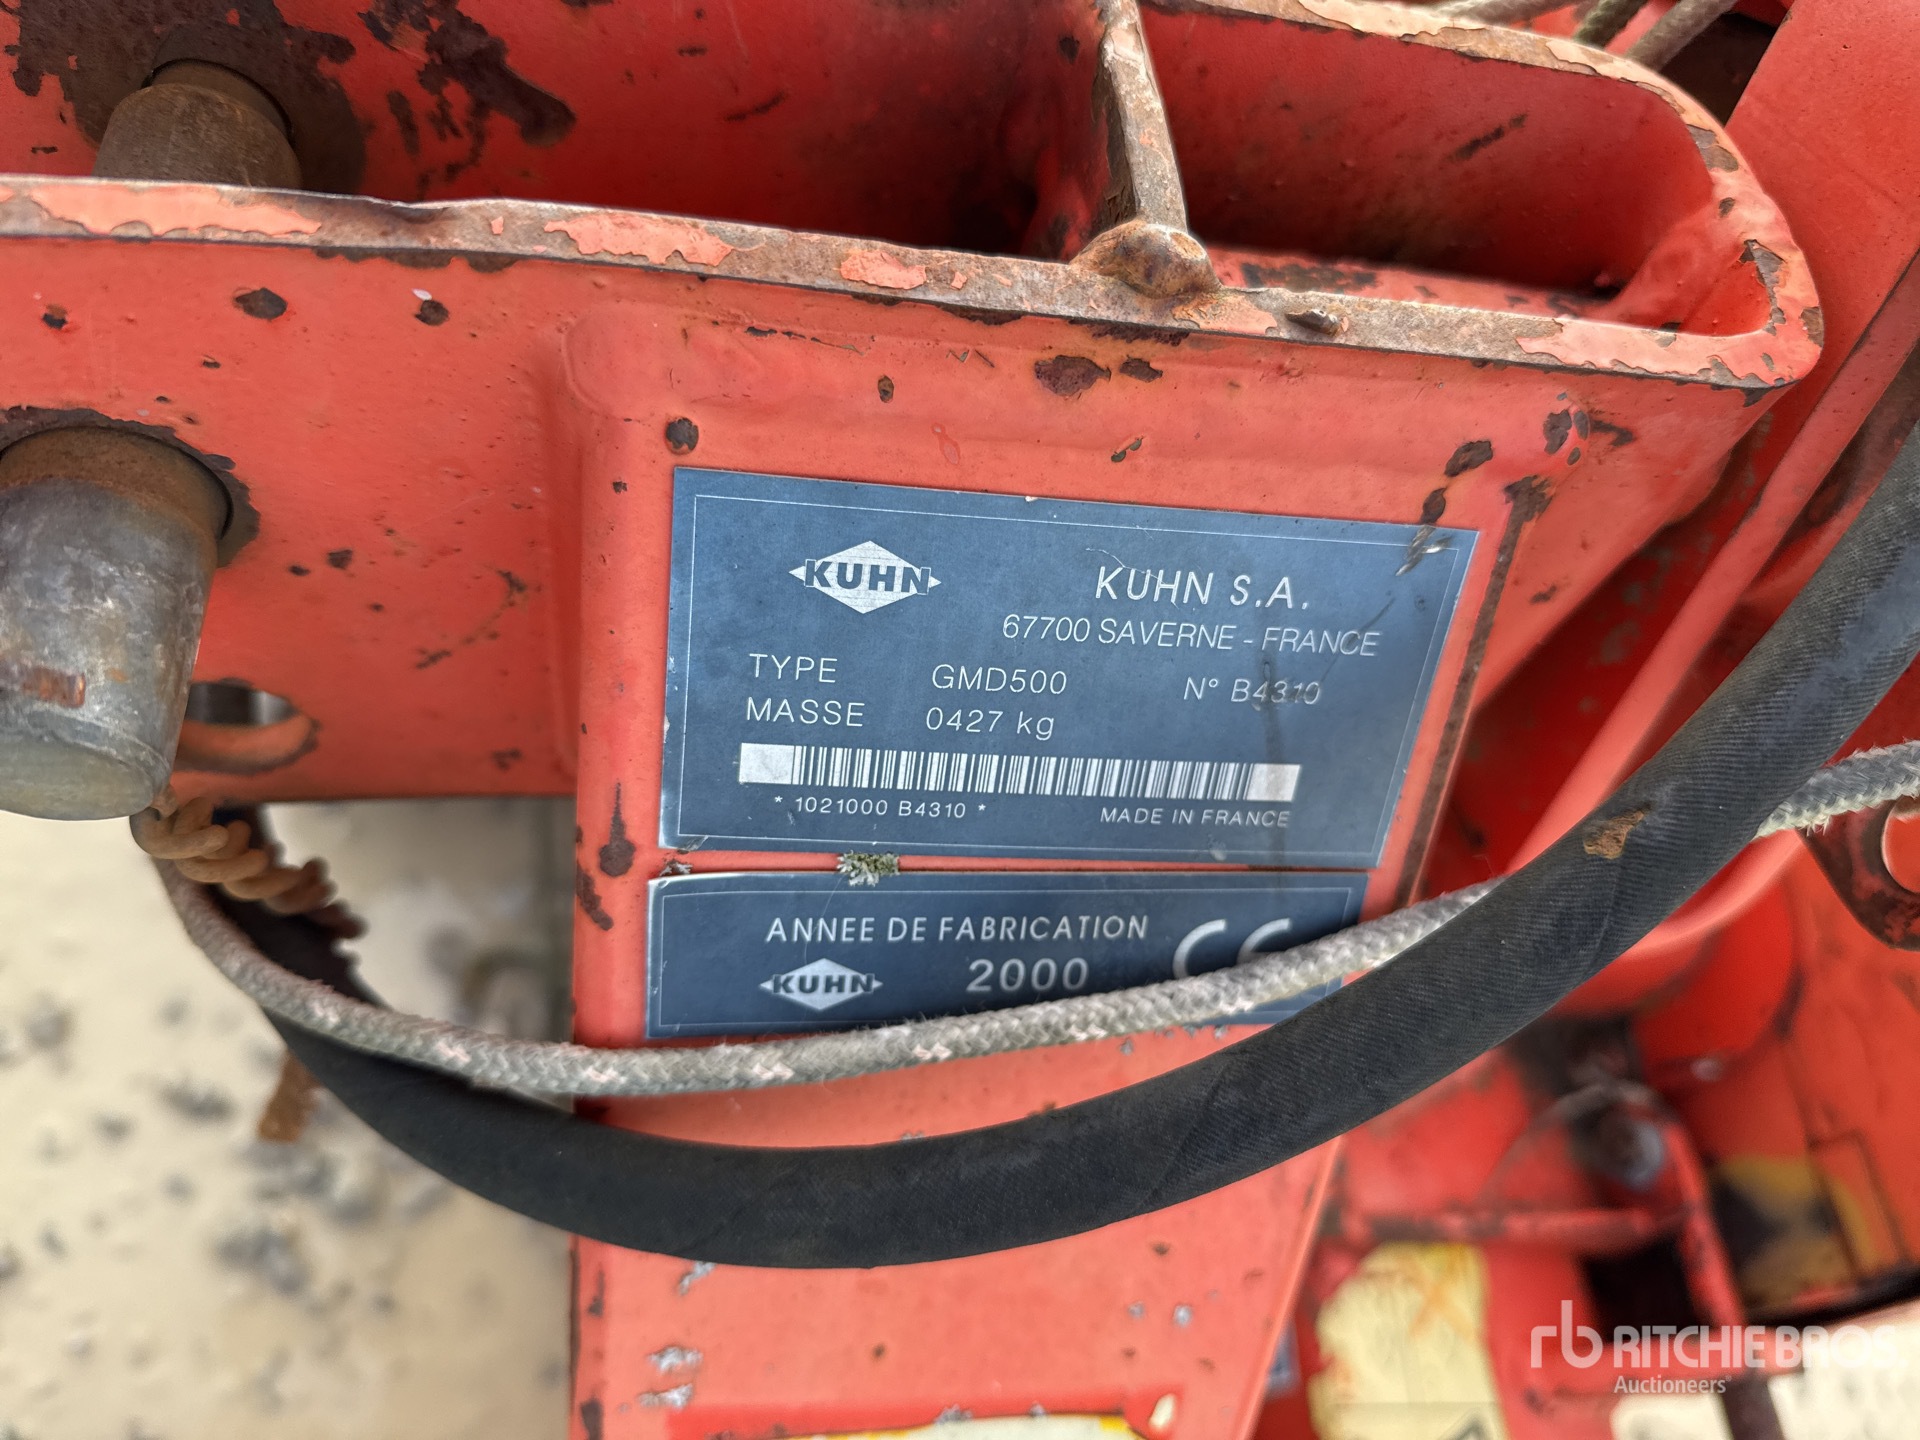 KUHN
KUHN S.A.
67700 SAVERNE - FRANCE
TYPE GMD500 N° B4310
MASSE 0427 kg
* 1021000 B4310 * MADE IN FRANCE
ANNEE DE FABRICATION
KUHN 2000 CE
rb RITCHIE BROS.
Auctioneers